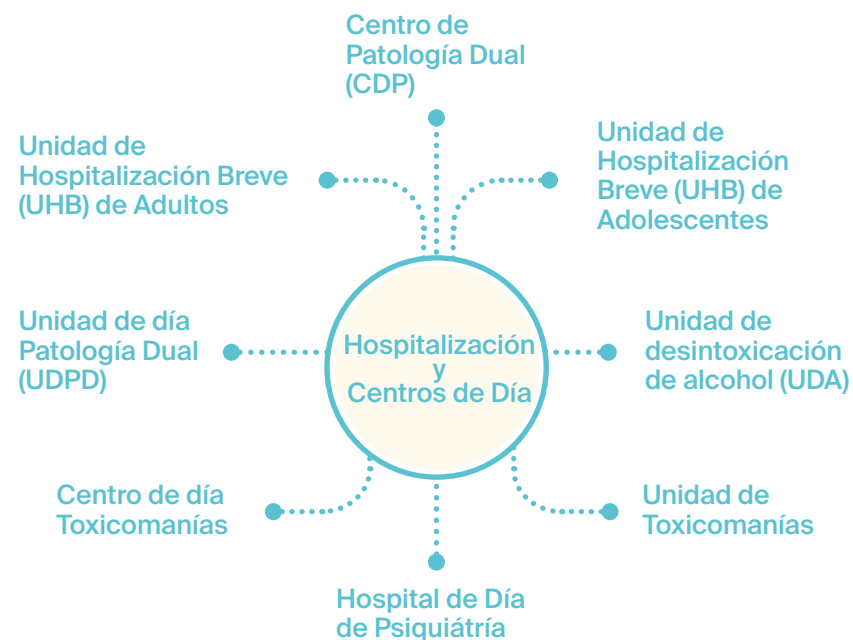 Centro de
Patología Dual
(CDP)
Unidad de
Hospitalización Breve
(UHB) de Adultos
Unidad de
Hospitalización
Breve (UHB) de
Adolescentes
Unidad de día
Patología Dual
(UDPD)
Hospitalización
y
Centros de Día
Unidad de
desintoxicación
de alcohol (UDA)
Centro de día
Toxicomanías
Unidad de
Toxicomanías
Hospital de Día
de Psiquiátría